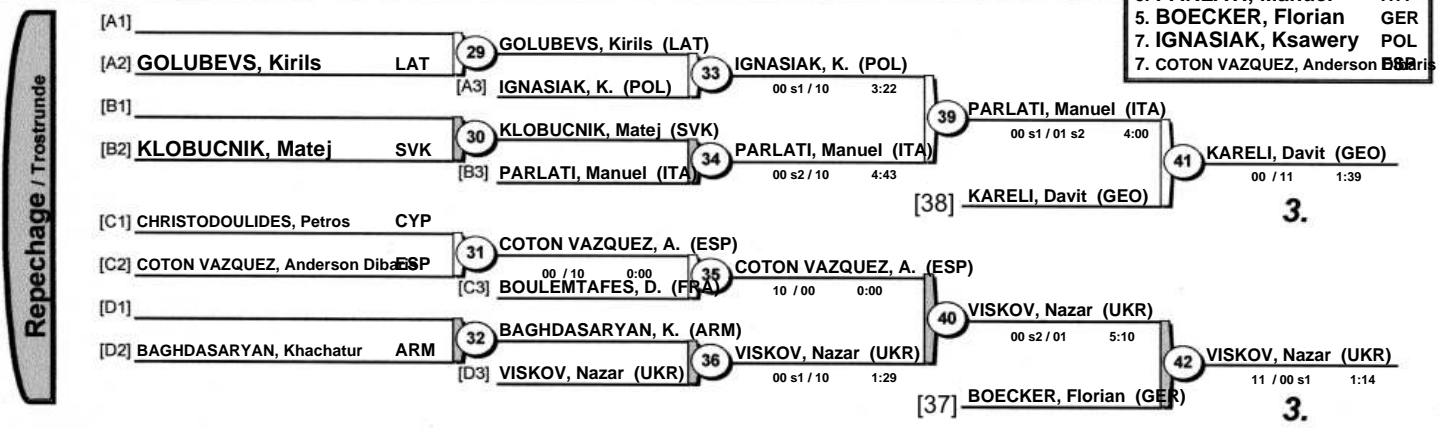 5. BOECKER, Florian GER
7. IGNASIAK, Ksawery POL
7. COTON VAZQUEZ, Anderson Dibaris ESP
Repechage / Trostrunde
[A1]
[A2] GOLUBEVS, Kirils LAT
29
GOLUBEVS, Kirils (LAT)
[A3] IGNASIAK, K. (POL)
33
IGNASIAK, K. (POL)
00 s1 / 10 3:22
[B1]
[B2] KLOBUCNIK, Matej SVK
30
KLOBUCNIK, Matej (SVK)
[B3] PARLATI, Manuel (ITA)
34
PARLATI, Manuel (ITA)
00 s2 / 10 4:43
39
PARLATI, Manuel (ITA)
00 s1 / 01 s2 4:00
[38] KARELI, Davit (GEO)
41
KARELI, Davit (GEO)
00 / 11 1:39
3.
[C1] CHRISTODOULIDES, Petros CYP
[C2] COTON VAZQUEZ, Anderson Dibaris ESP
31
COTON VAZQUEZ, A. (ESP)
00 / 10 0:00
[C3] BOULEMTAFES, D. (FRA)
35
COTON VAZQUEZ, A. (ESP)
10 / 00 0:00
[D1]
[D2] BAGHDASARYAN, Khachatur ARM
32
BAGHDASARYAN, K. (ARM)
[D3] VISKOV, Nazar (UKR)
36
VISKOV, Nazar (UKR)
00 s1 / 10 1:29
40
VISKOV, Nazar (UKR)
00 s2 / 01 5:10
[37] BOECKER, Florian (GER)
42
VISKOV, Nazar (UKR)
11 / 00 s1 1:14
3.